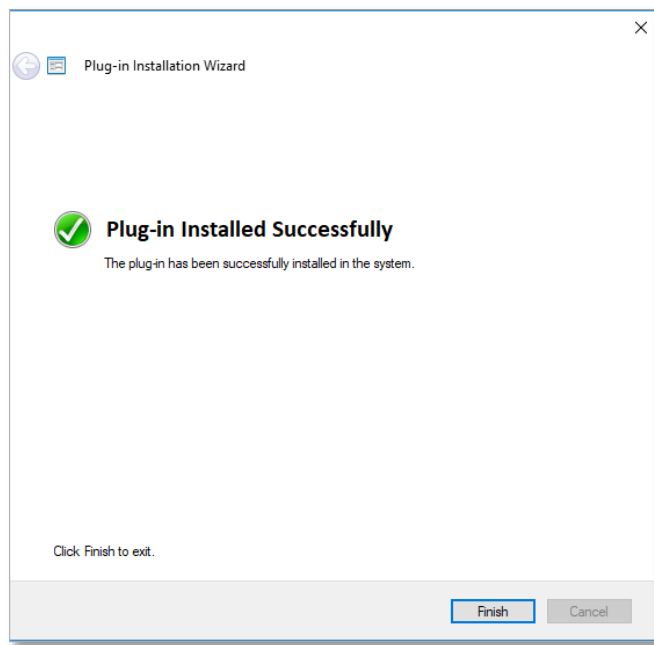 Plug-in Installation Wizard
Plug-in Installed Successfully
The plug-in has been successfully installed in the system.
Click Finish to exit.
Finish Cancel